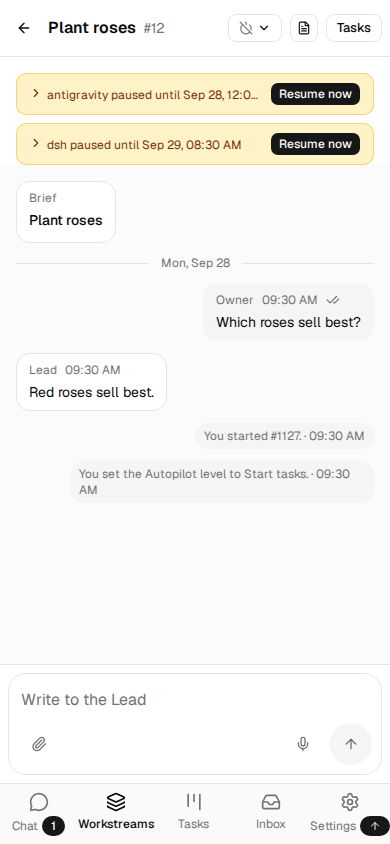 Plant roses #12
Tasks
antigravity paused until Sep 28, 12:0...
Resume now
dsh paused until Sep 29, 08:30 AM
Resume now
Brief
Plant roses
Mon, Sep 28
Owner 09:30 AM
Which roses sell best?
Lead 09:30 AM
Red roses sell best.
You started #1127. · 09:30 AM
You set the Autopilot level to Start tasks. · 09:30
AM
Write to the Lead
Chat 1
Workstreams
Tasks
Inbox
Settings